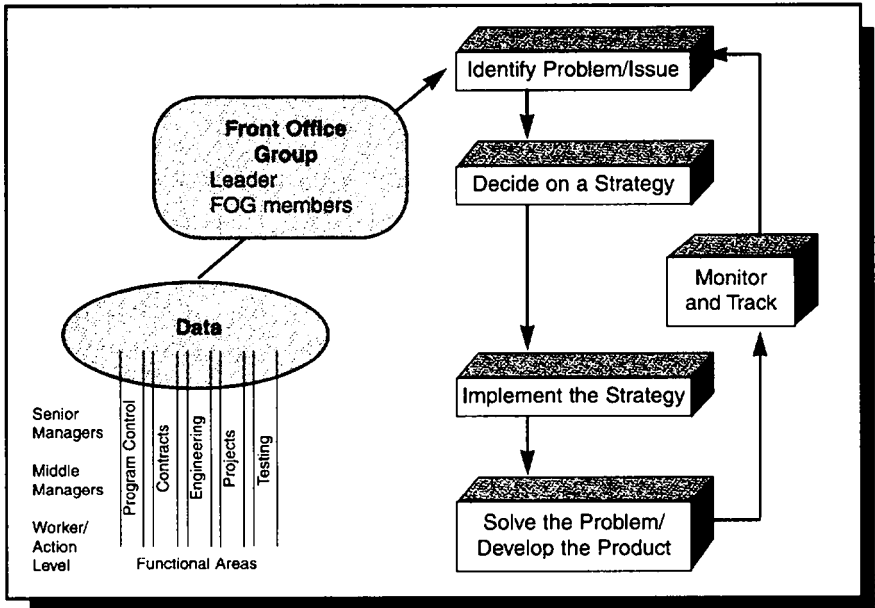 Identify Problem/Issue
Front Office
Group
Leader
FOG members
Decide on a Strategy
Monitor
and Track
Data
Implement the Strategy
Senior
Managers
Middle
Managers
Worker/
Action
Level
Program Control
Contracts
Engineering
Projects
Testing
Functional Areas
Solve the Problem/
Develop the Product